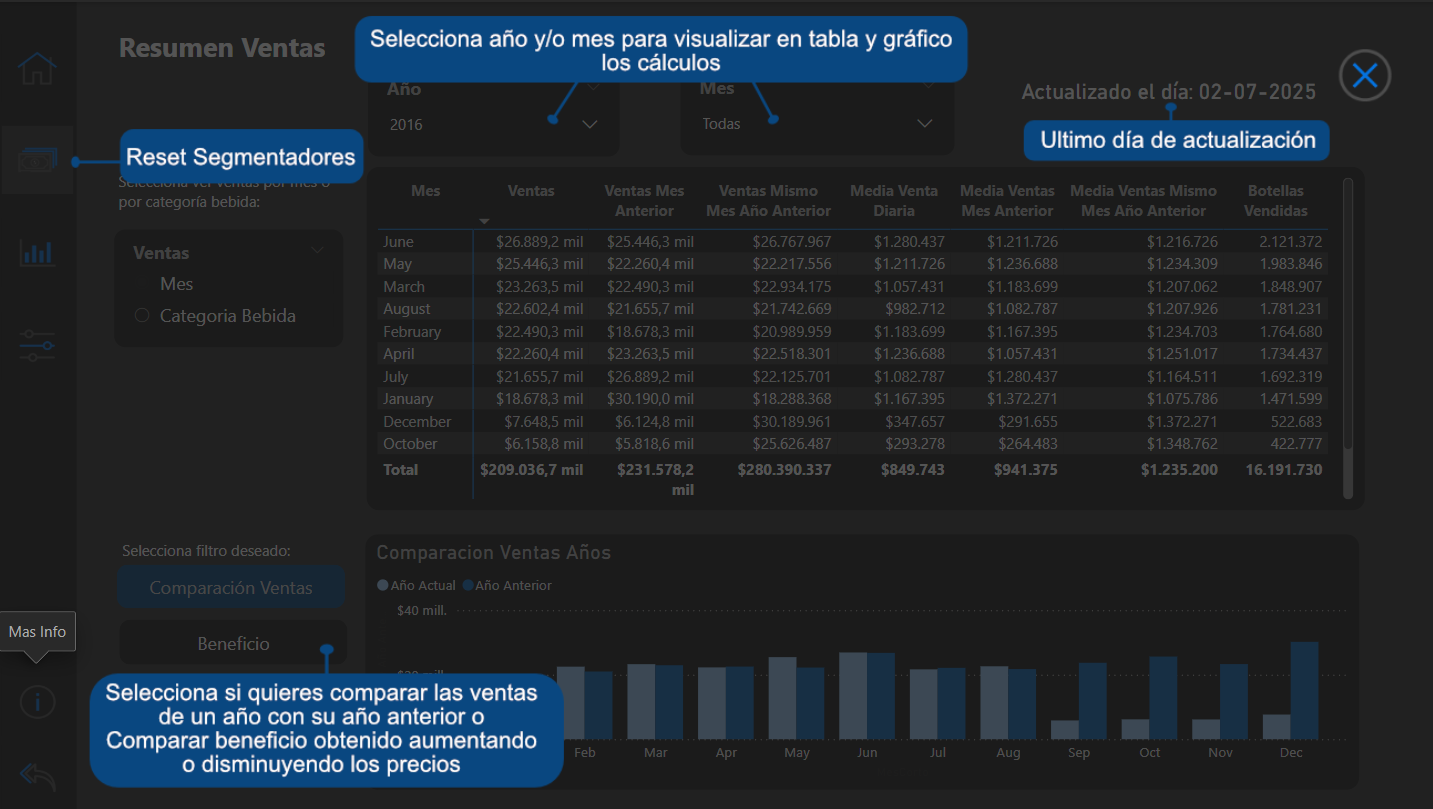 Resumen Ventas
Selecciona año y/o mes para visualizar en tabla y gráfico
los cálculos
Año
2016
Mes
Todas
Actualizado el día: 02-07-2025
Ultimo día de actualización
Reset Segmentadores
Selecciona ver ventas por mes o
por categoría bebida:
Ventas
Mes
Categoria Bebida
Mes Ventas Ventas Mes Anterior Ventas Mismo Mes Año Anterior Media Venta Diaria Media Ventas Mes Anterior Media Ventas Mismo Mes Año Anterior Botellas Vendidas
June $26.889,2 mil $25.446,3 mil $26.767.967 $1.280.437 $1.211.726 $1.216.726 2.121.372
May $25.446,3 mil $22.260,4 mil $22.217.556 $1.211.726 $1.236.688 $1.234.309 1.983.846
March $23.263,5 mil $22.490,3 mil $22.934.175 $1.057.431 $1.183.699 $1.207.062 1.848.907
August $22.602,4 mil $21.655,7 mil $21.742.669 $982.712 $1.082.787 $1.207.926 1.781.231
February $22.490,3 mil $18.678,3 mil $20.989.959 $1.183.699 $1.167.395 $1.234.703 1.764.680
April $22.260,4 mil $23.263,5 mil $22.518.301 $1.236.688 $1.057.431 $1.251.017 1.734.437
July $21.655,7 mil $26.889,2 mil $22.125.701 $1.082.787 $1.280.437 $1.164.511 1.692.319
January $18.678,3 mil $30.190,0 mil $18.288.368 $1.167.395 $1.372.271 $1.075.786 1.471.599
December $7.648,5 mil $6.124,8 mil $30.189.961 $347.657 $291.655 $1.372.271 522.683
October $6.158,8 mil $5.818,6 mil $25.626.487 $293.278 $264.483 $1.348.762 422.777
Total $209.036,7 mil $231.578,2 mil $280.390.337 $849.743 $941.375 $1.235.200 16.191.730
Selecciona filtro deseado:
Comparación Ventas
Beneficio
Mas Info
Selecciona si quieres comparar las ventas
de un año con su año anterior o
Comparar beneficio obtenido aumentando
o disminuyendo los precios
Comparacion Ventas Años
Año Actual Año Anterior
$40 mill.
Feb Mar Apr May Jun Jul Aug Sep Oct Nov Dec